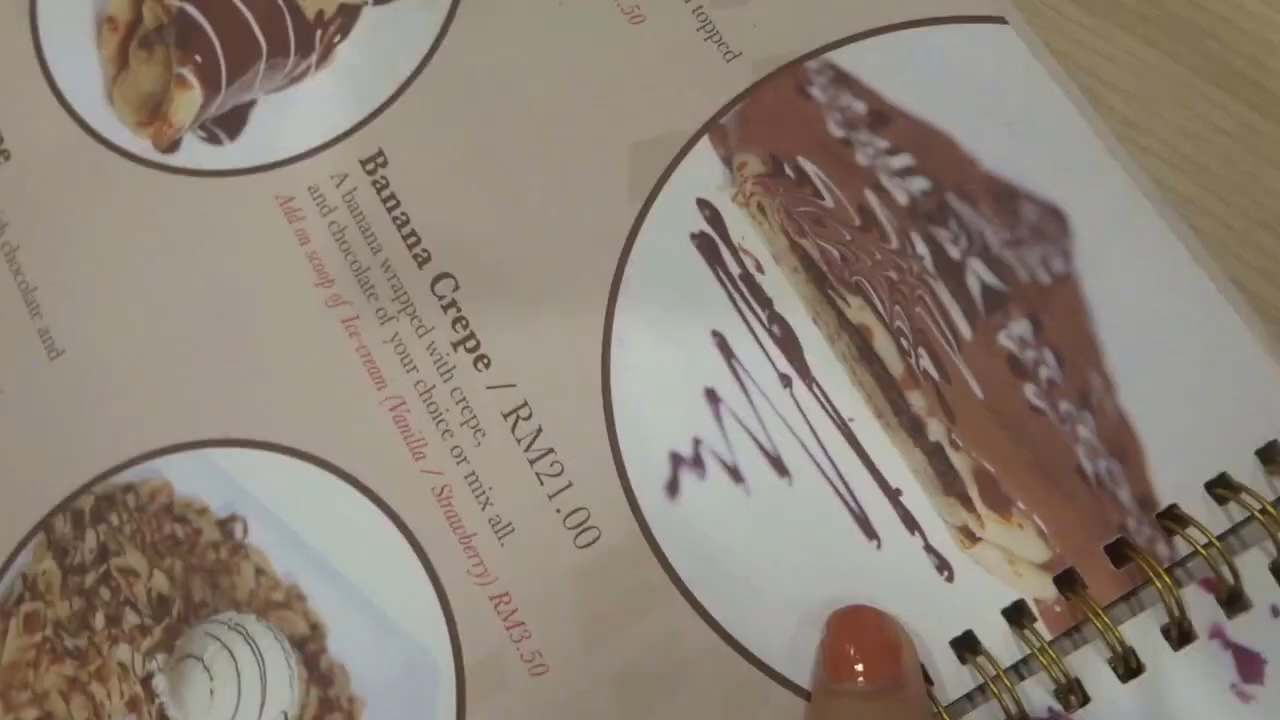 topped
.50
Banana Crepe / RM21.00
A banana wrapped with crepe,
and chocolate of your choice or mix all.
Add on scoop of Ice-cream (Vanilla / Strawberry) RM3.50
chocolate and